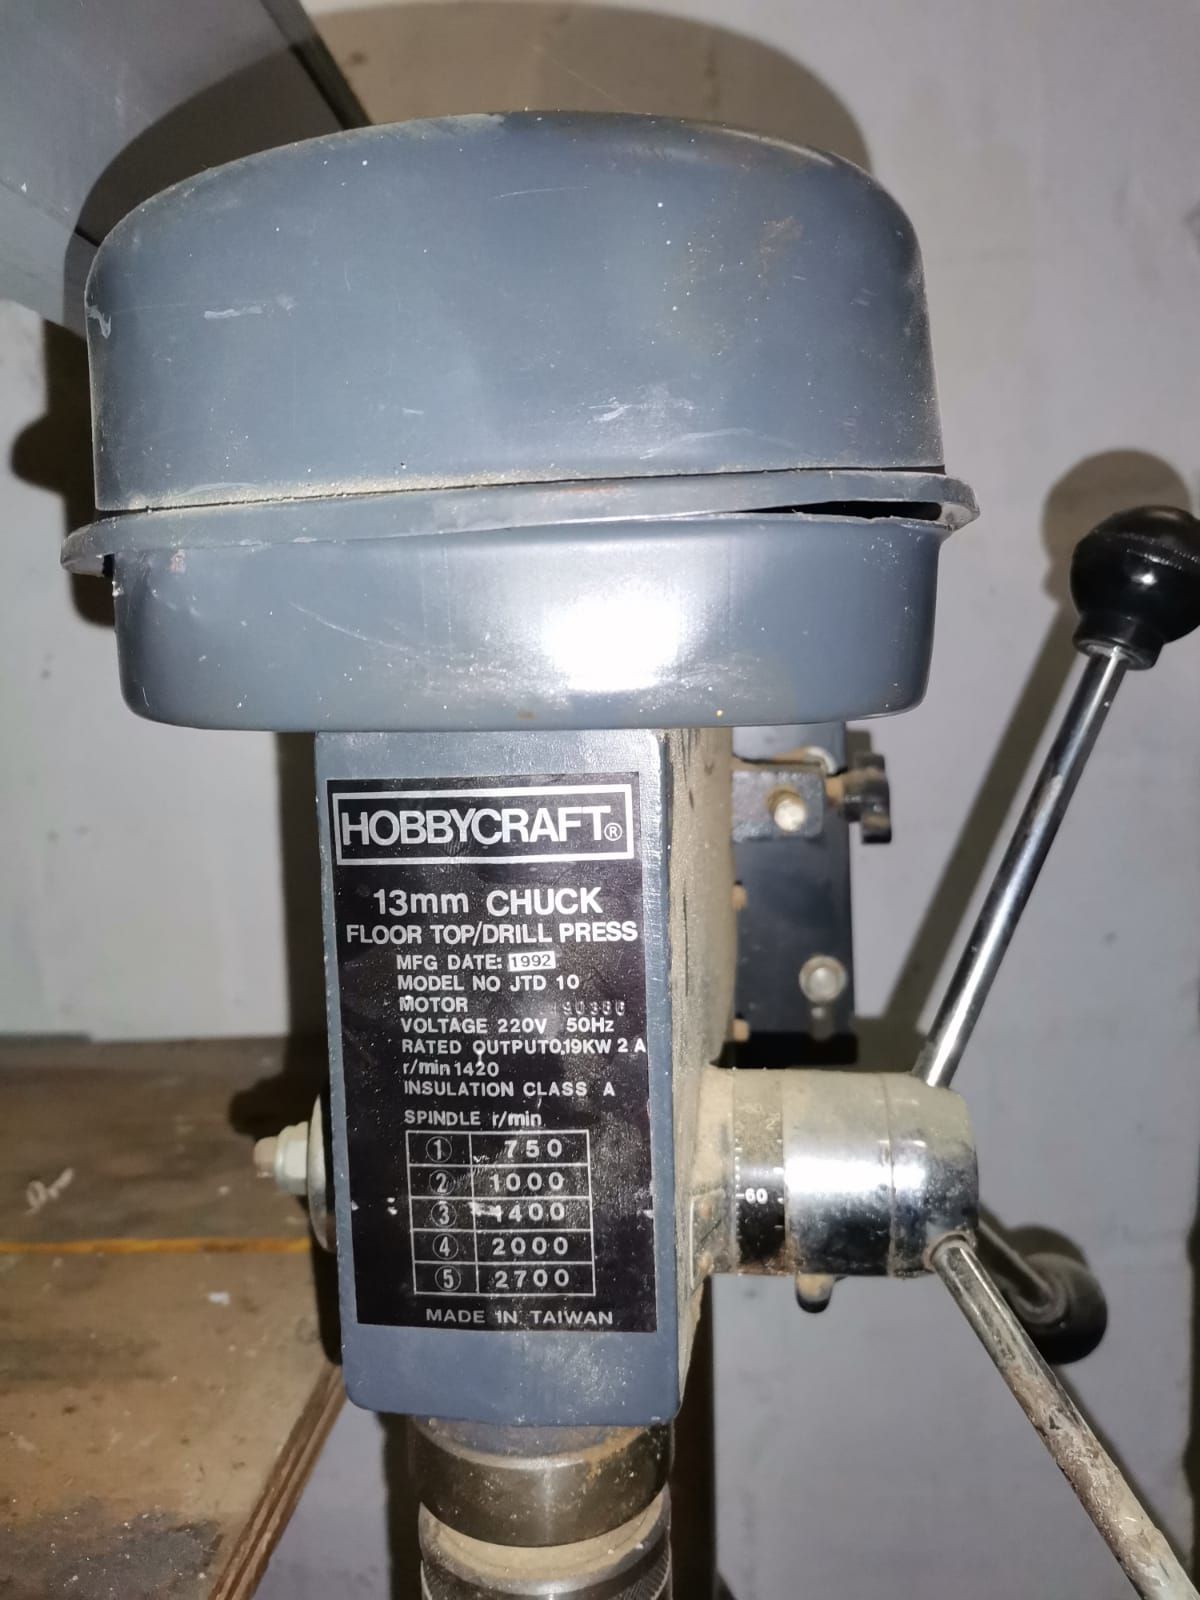 HOBBYCRAFT®
13mm CHUCK
FLOOR TOP/DRILL PRESS
MFG DATE: 1992
MODEL NO JTD 10
MOTOR
VOLTAGE 220V 50Hz
RATED OUTPUT0.19KW 2 A
r/min 1420
INSULATION CLASS A
SPINDLE r/min
① 750
② 1000
③ 1400
④ 2000
⑤ 2700
MADE IN TAIWAN
60